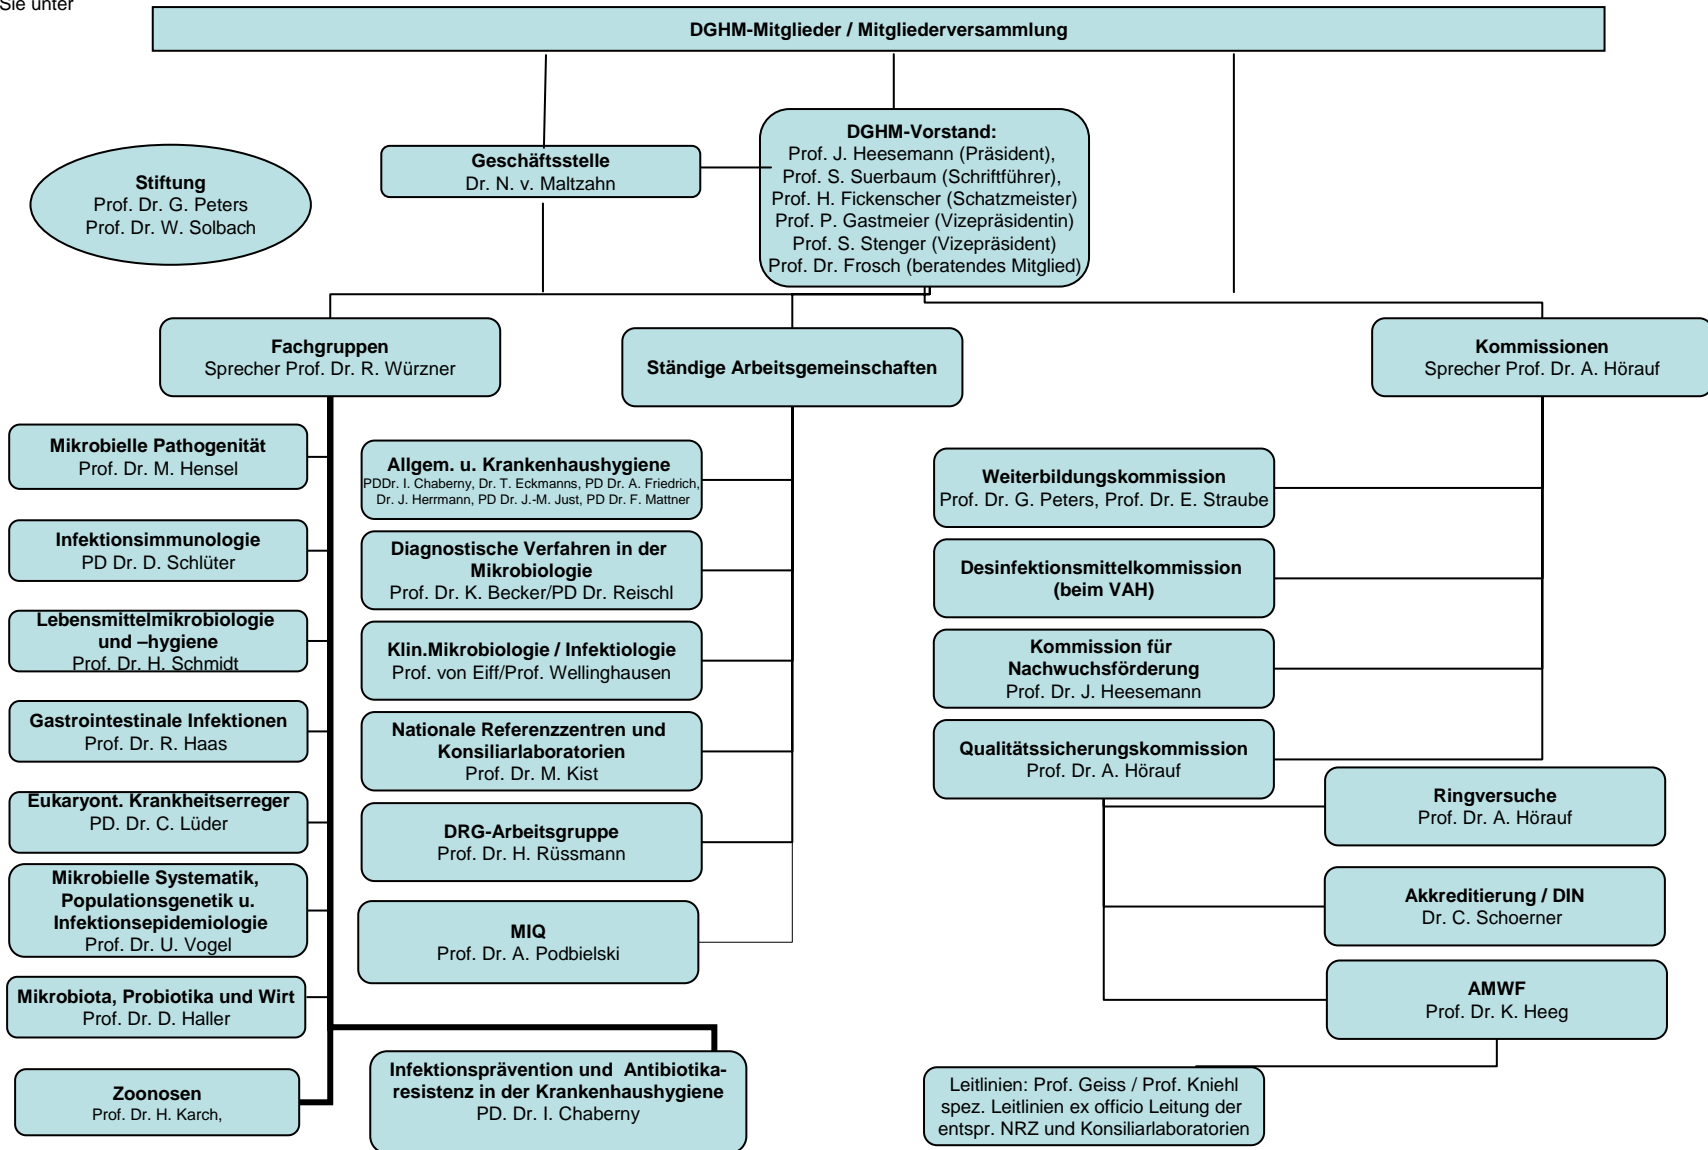 Sie unter
DGHM-Mitglieder / Mitgliederversammlung
Stiftung
Prof. Dr. G. Peters
Prof. Dr. W. Solbach
Geschäftsstelle
Dr. N. v. Maltzahn
DGHM-Vorstand:
Prof. J. Heesemann (Präsident),
Prof. S. Suerbaum (Schriftführer),
Prof. H. Fickenscher (Schatzmeister)
Prof. P. Gastmeier (Vizepräsidentin)
Prof. S. Stenger (Vizepräsident)
Prof. Dr. Frosch (beratendes Mitglied)
Fachgruppen
Sprecher Prof. Dr. R. Würzner
Ständige Arbeitsgemeinschaften
Kommissionen
Sprecher Prof. Dr. A. Hörauf
Mikrobielle Pathogenität
Prof. Dr. M. Hensel
Infektionsimmunologie
PD Dr. D. Schlüter
Lebensmittelmikrobiologie
und –hygiene
Prof. Dr. H. Schmidt
Gastrointestinale Infektionen
Prof. Dr. R. Haas
Eukaryont. Krankheitserreger
PD. Dr. C. Lüder
Mikrobielle Systematik,
Populationsgenetik u.
Infektionsepidemiologie
Prof. Dr. U. Vogel
Mikrobiota, Probiotika und Wirt
Prof. Dr. D. Haller
Zoonosen
Prof. Dr. H. Karch,
Allgem. u. Krankenhaushygiene
PDDr. I. Chaberny, Dr. T. Eckmanns, PD Dr. A. Friedrich,
Dr. J. Herrmann, PD Dr. J.-M. Just, PD Dr. F. Mattner
Diagnostische Verfahren in der
Mikrobiologie
Prof. Dr. K. Becker/PD Dr. Reischl
Klin.Mikrobiologie / Infektiologie
Prof. von Eiff/Prof. Wellinghausen
Nationale Referenzzentren und
Konsiliarlaboratorien
Prof. Dr. M. Kist
DRG-Arbeitsgruppe
Prof. Dr. H. Rüssmann
MIQ
Prof. Dr. A. Podbielski
Infektionsprävention und Antibiotika-
resistenz in der Krankenhaushygiene
PD. Dr. I. Chaberny
Weiterbildungskommission
Prof. Dr. G. Peters, Prof. Dr. E. Straube
Desinfektionsmittelkommission
(beim VAH)
Kommission für
Nachwuchsförderung
Prof. Dr. J. Heesemann
Qualitätssicherungskommission
Prof. Dr. A. Hörauf
Ringversuche
Prof. Dr. A. Hörauf
Akkreditierung / DIN
Dr. C. Schoerner
AMWF
Prof. Dr. K. Heeg
Leitlinien: Prof. Geiss / Prof. Kniehl
spez. Leitlinien ex officio Leitung der
entspr. NRZ und Konsiliarlaboratorien